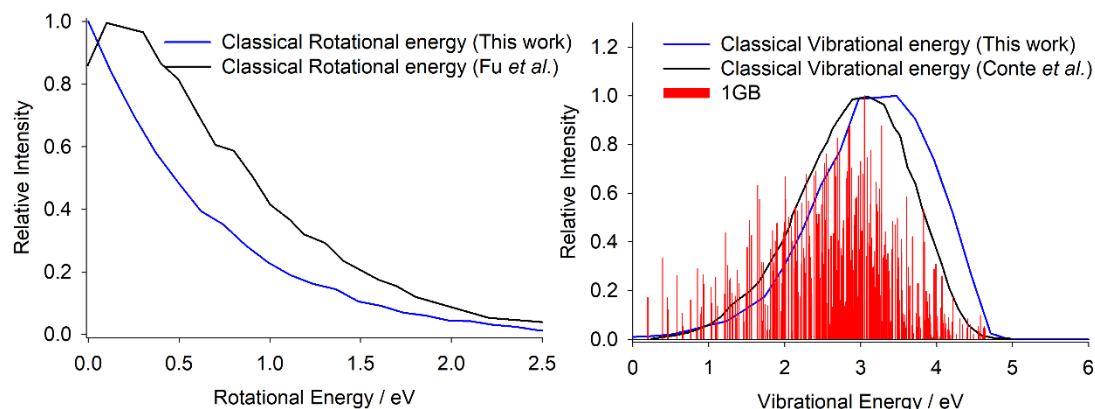 1.0
0.8
0.6
0.4
0.2
0.0
Relative Intensity
Classical Rotational energy (This work)
Classical Rotational energy (Fu et al.)
0.0 0.5 1.0 1.5 2.0 2.5
Rotational Energy / eV
1.2
1.0
0.8
0.6
0.4
0.2
0.0
Relative Intensity
Classical Vibrational energy (This work)
Classical Vibrational energy (Conte et al.)
1GB
0 1 2 3 4 5 6
Vibrational Energy / eV